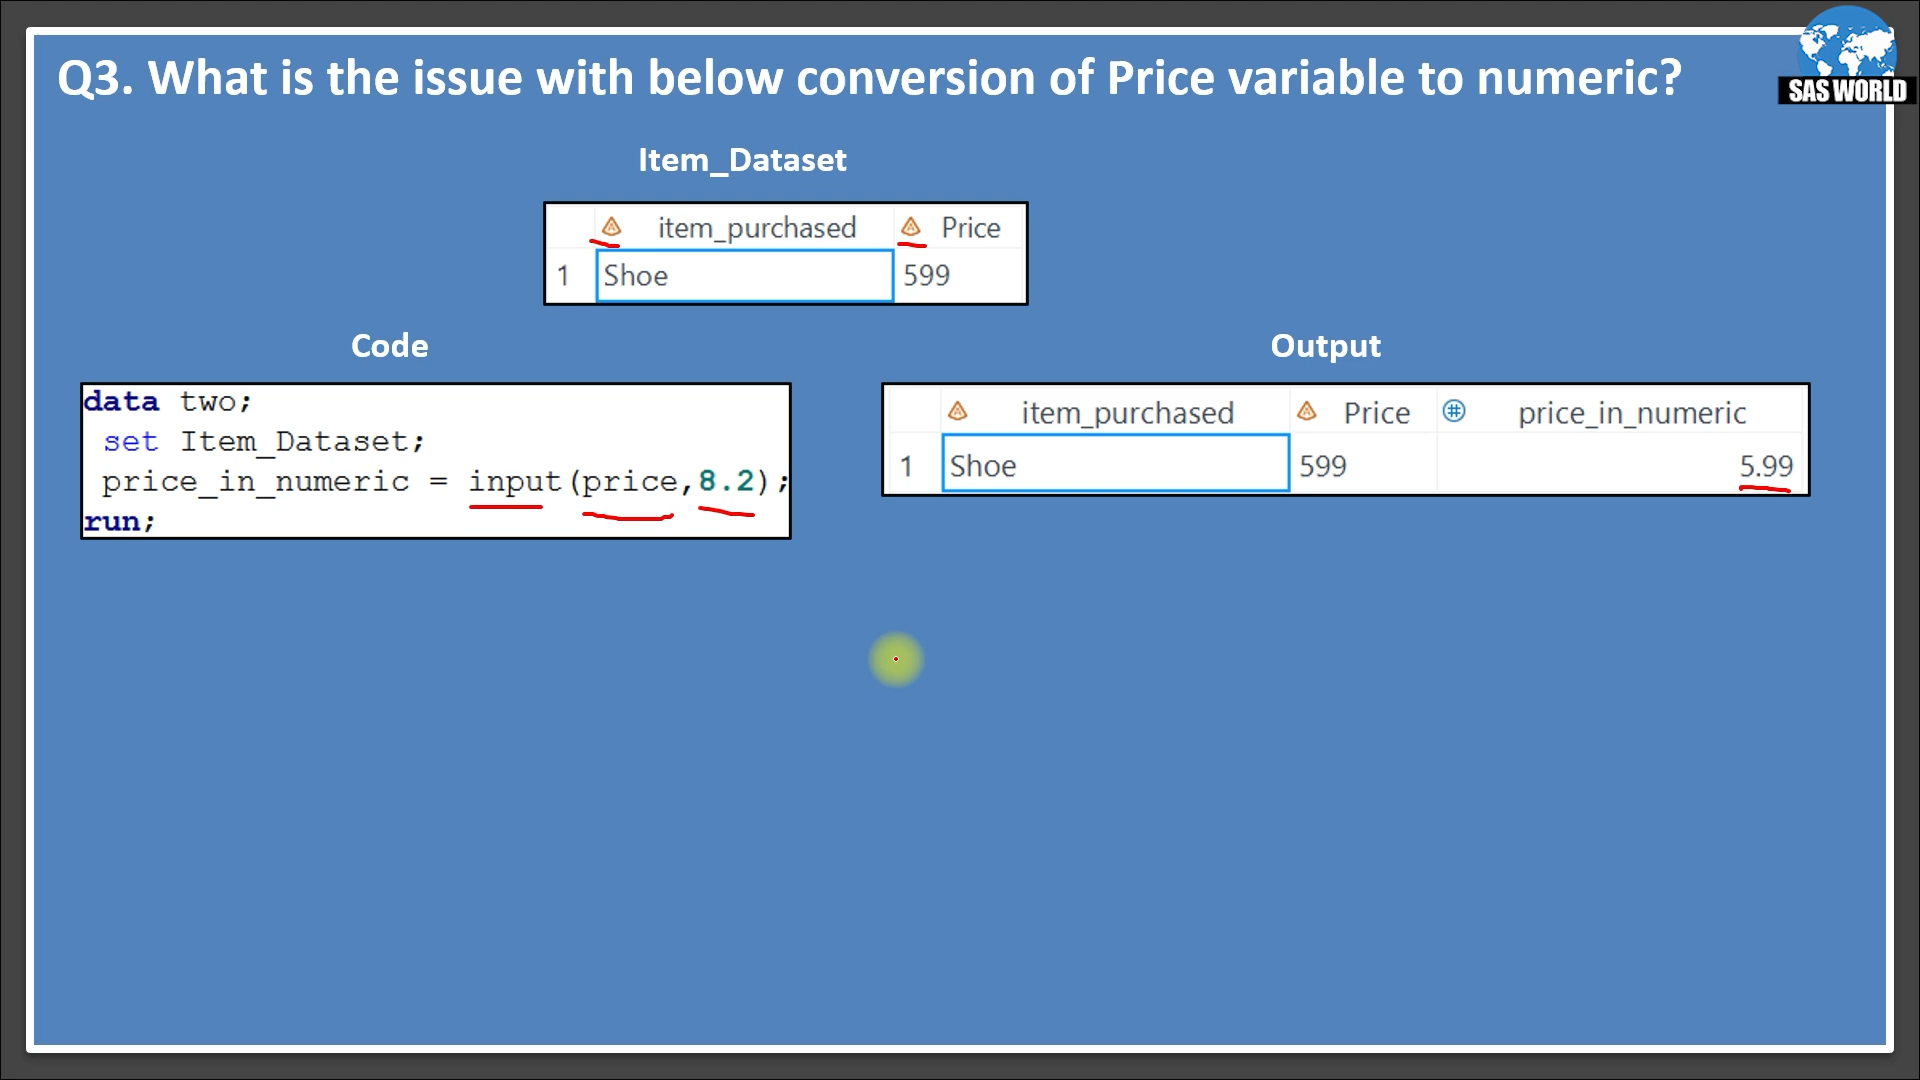 Q3. What is the issue with below conversion of Price variable to numeric?
SAS WORLD
Item_Dataset
item_purchased Price
1 Shoe 599
Code
data two;
set Item_Dataset;
price_in_numeric = input(price,8.2);
run;
Output
item_purchased Price price_in_numeric
1 Shoe 599 5.99